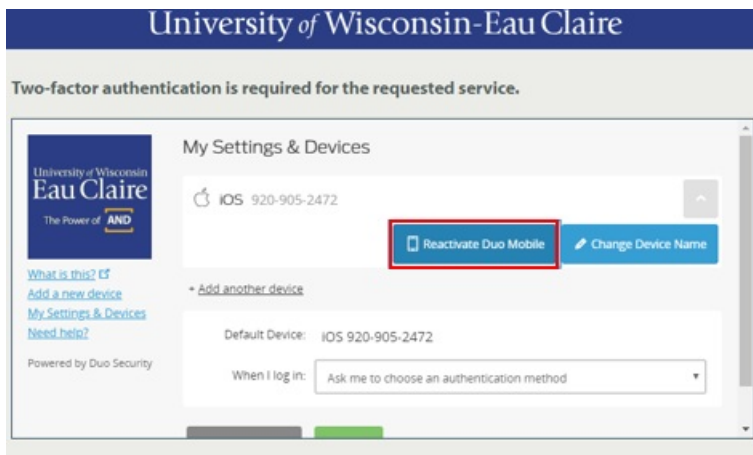 University of Wisconsin-Eau Claire
Two-factor authentication is required for the requested service.
University of Wisconsin
Eau Claire
The Power of AND
What is this?
Add a new device
My Settings & Devices
Need help?
Powered by Duo Security
My Settings & Devices
iOS 920-905-2472
Reactivate Duo Mobile
Change Device Name
+ Add another device
Default Device: iOS 920-905-2472
When I log in: Ask me to choose an authentication method